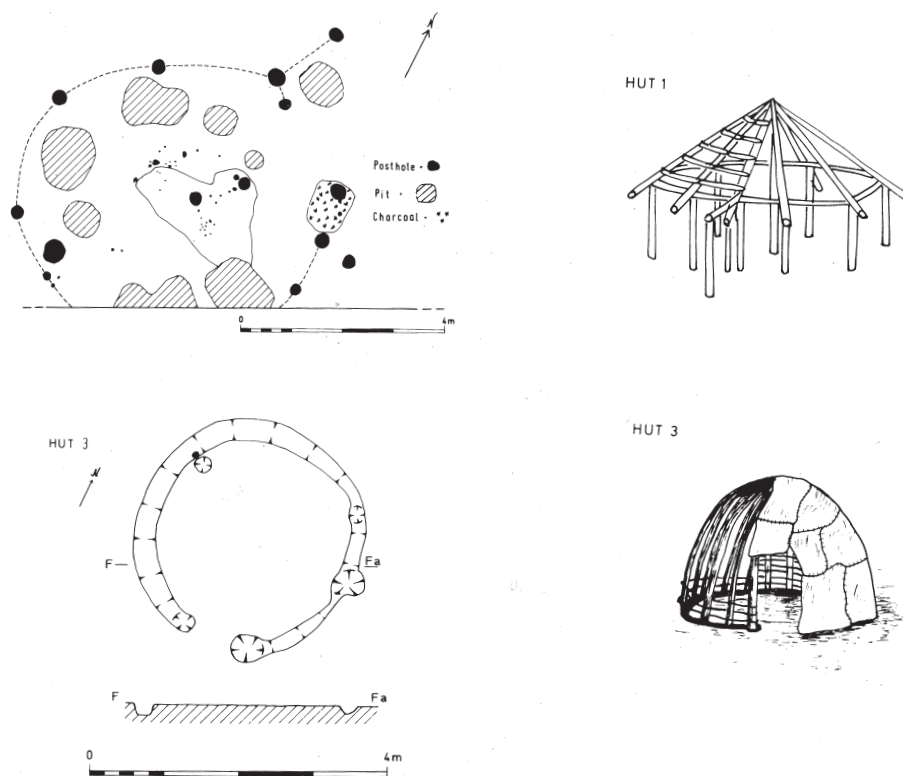 N
HUT 1
Posthole -
Pit -
Charcoal -
0 4m
HUT 3
N
HUT 3
F
Fa
F Fa
0 4m